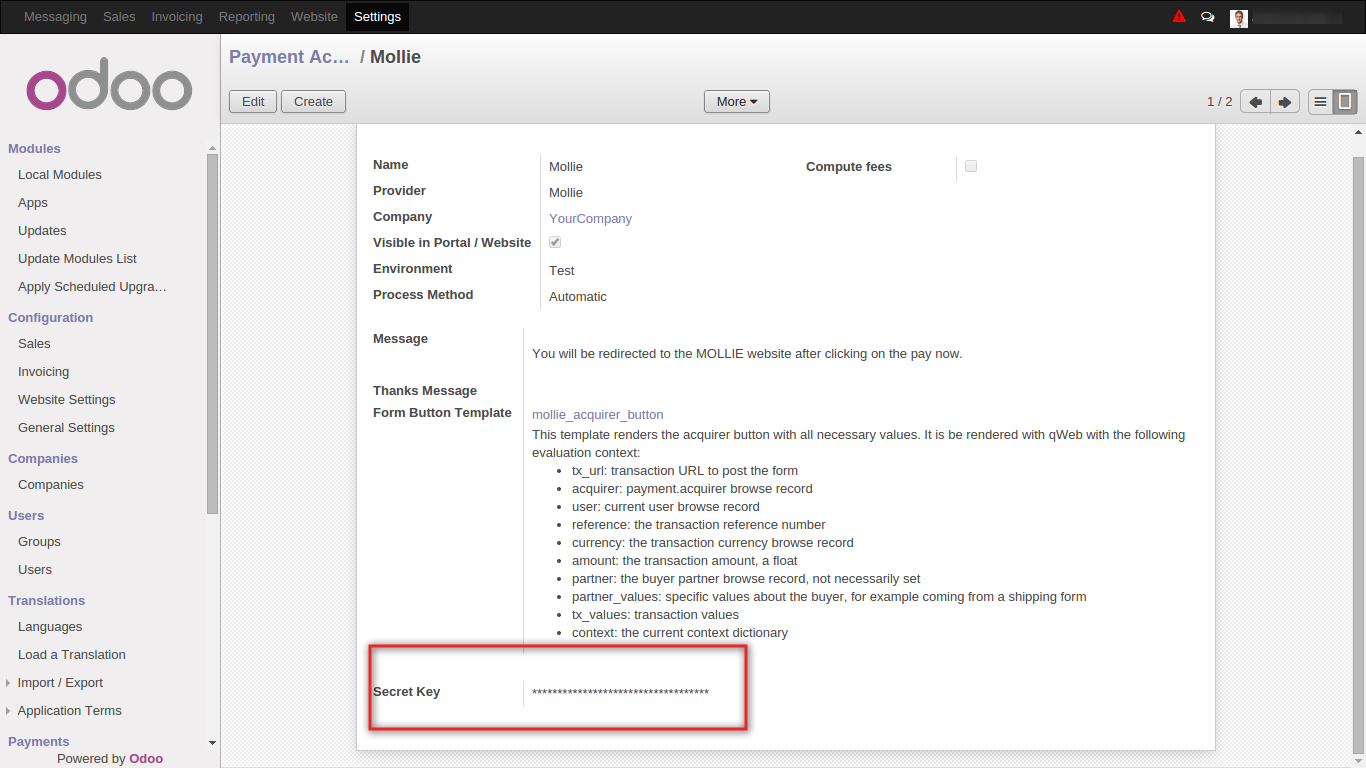 Messaging Sales Invoicing Reporting Website Settings
odoo
Payment Ac… / Mollie
Edit Create More 1 / 2
Modules
Local Modules
Apps
Updates
Update Modules List
Apply Scheduled Upgra…
Configuration
Sales
Invoicing
Website Settings
General Settings
Companies
Companies
Users
Groups
Users
Translations
Languages
Load a Translation
Import / Export
Application Terms
Payments
Powered by Odoo
Name Mollie
Compute fees
Provider Mollie
Company YourCompany
Visible in Portal / Website
Environment Test
Process Method Automatic
Message
You will be redirected to the MOLLIE website after clicking on the pay now.
Thanks Message
Form Button Template mollie_acquirer_button
This template renders the acquirer button with all necessary values. It is be rendered with qWeb with the following
evaluation context:
• tx_url: transaction URL to post the form
• acquirer: payment.acquirer browse record
• user: current user browse record
• reference: the transaction reference number
• currency: the transaction currency browse record
• amount: the transaction amount, a float
• partner: the buyer partner browse record, not necessarily set
• partner_values: specific values about the buyer, for example coming from a shipping form
• tx_values: transaction values
• context: the current context dictionary
Secret Key ***********************************